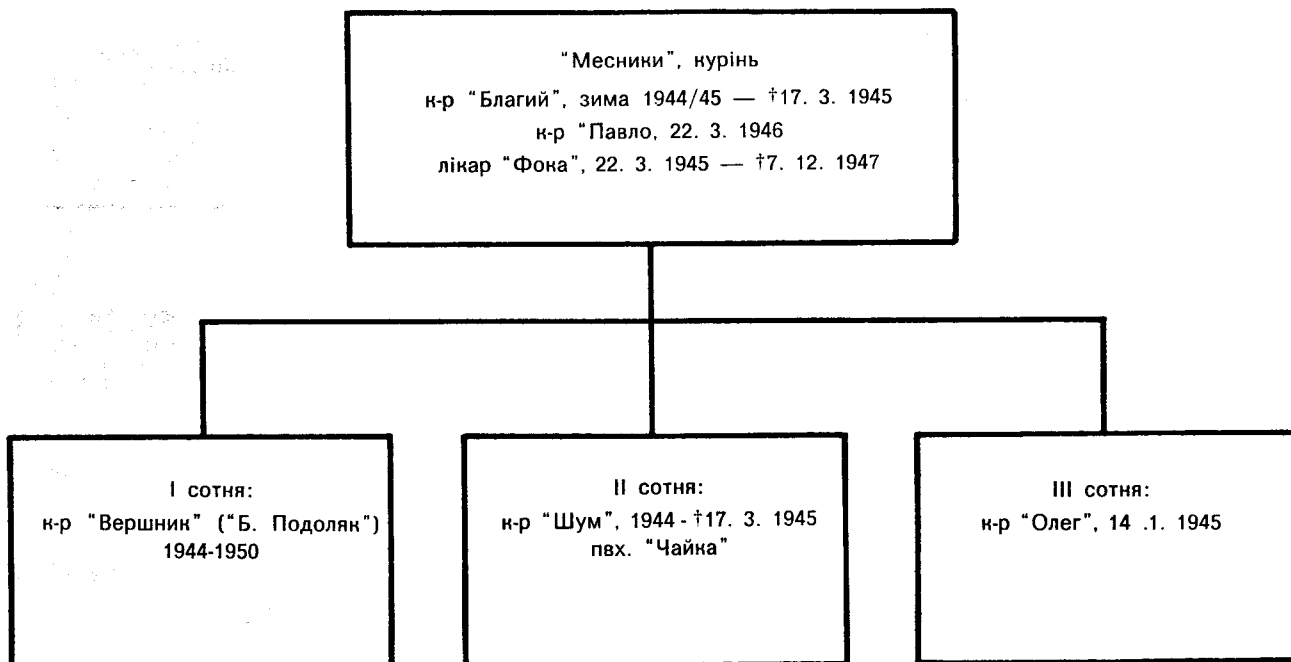 “Месники”, курінь
к-р “Благий”, зима 1944/45 — †17. 3. 1945
к-р “Павло, 22. 3. 1946
лікар “Фока”, 22. 3. 1945 — †7. 12. 1947
I сотня:
к-р “Вершник” (“Б. Подоляк”)
1944-1950
II сотня:
к-р “Шум”, 1944 - †17. 3. 1945
пвх. “Чайка”
III сотня:
к-р “Олег”, 14 .1. 1945